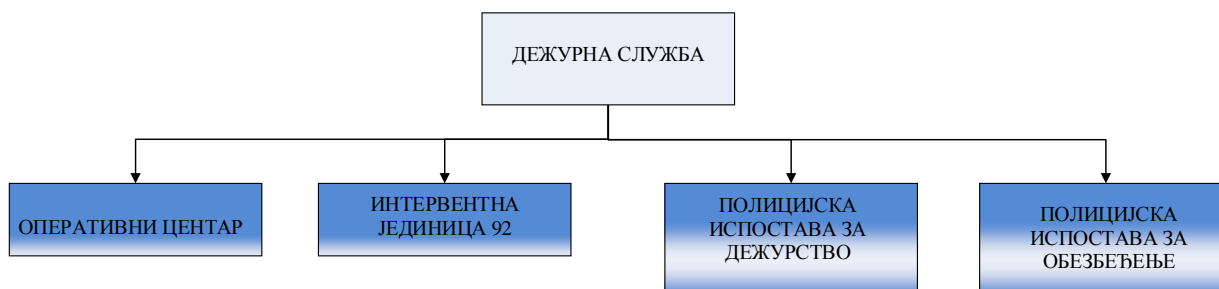 ДЕЖУРНА СЛУЖБА
ОПЕРАТИВНИ ЦЕНТАР
ИНТЕРВЕНТНА
ЈЕДИНИЦА 92
ПОЛИЦИЈСКА
ИСПОСТАВА ЗА
ДЕЖУРСТВО
ПОЛИЦИЈСКА
ИСПОСТАВА ЗА
ОБЕЗБЕЂЕЊЕ